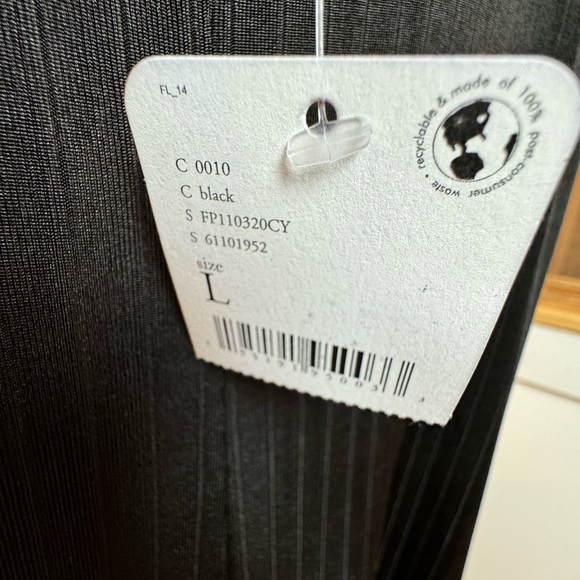 FL_14
recyclable & made of 100% post-consumer waste •
C 0010
C black
S FP110320CY
S 61101952
size
L